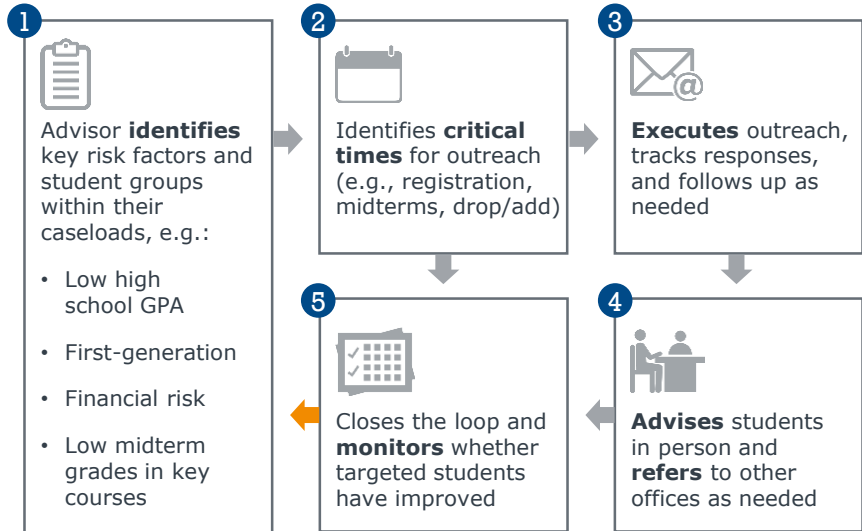 1
Advisor identifies
key risk factors and
student groups
within their
caseloads, e.g.:
• Low high
school GPA
• First-generation
• Financial risk
• Low midterm
grades in key
courses
2
Identifies critical
times for outreach
(e.g., registration,
midterms, drop/add)
3
@
Executes outreach,
tracks responses,
and follows up as
needed
4
Advises students
in person and
refers to other
offices as needed
5
Closes the loop and
monitors whether
targeted students
have improved